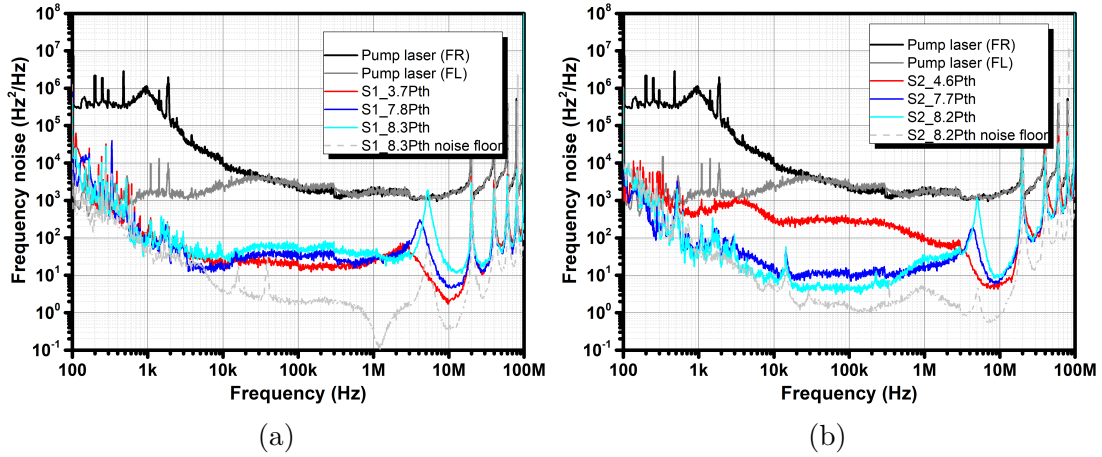 10^8
10^7
10^6
10^5
10^4
10^3
10^2
10^1
10^0
10^-1
Frequency noise (Hz^2/Hz)
100 1k 10k 100k 1M 10M 100M
Frequency (Hz)
Pump laser (FR)
Pump laser (FL)
S1_3.7Pth
S1_7.8Pth
S1_8.3Pth
S1_8.3Pth noise floor
(a)
10^8
10^7
10^6
10^5
10^4
10^3
10^2
10^1
10^0
10^-1
Frequency noise (Hz^2/Hz)
100 1k 10k 100k 1M 10M 100M
Frequency (Hz)
Pump laser (FR)
Pump laser (FL)
S2_4.6Pth
S2_7.7Pth
S2_8.2Pth
S2_8.2Pth noise floor
(b)